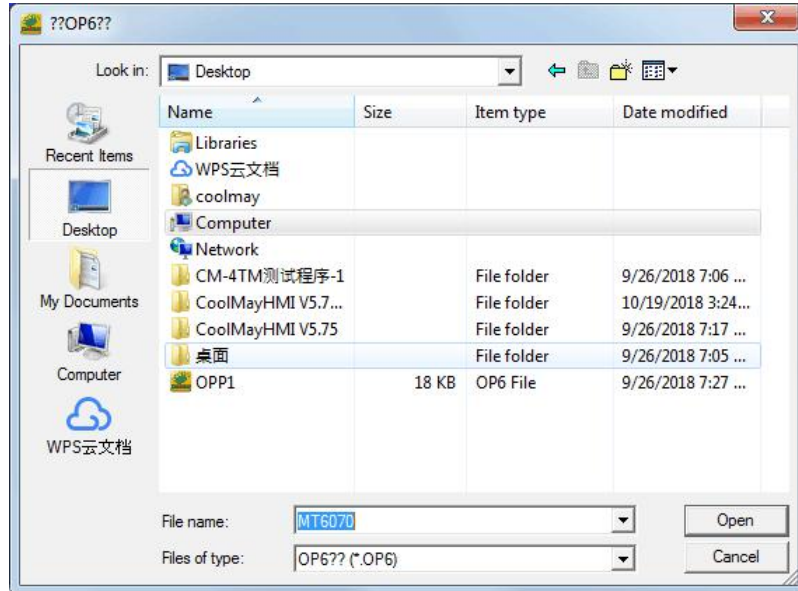 ??OP6??
Look in: Desktop
Name Size Item type Date modified
Recent Items
Desktop
My Documents
Computer
WPS云文档
Libraries
WPS云文档
coolmay
Computer
Network
CM-4TM测试程序-1 File folder 9/26/2018 7:06 ...
CoolMayHMI V5.7... File folder 10/19/2018 3:24...
CoolMayHMI V5.75 File folder 9/26/2018 7:17 ...
桌面 File folder 9/26/2018 7:05 ...
OPP1 18 KB OP6 File 9/26/2018 7:27 ...
File name: MT6070 Open
Files of type: OP6?? (*.OP6) Cancel